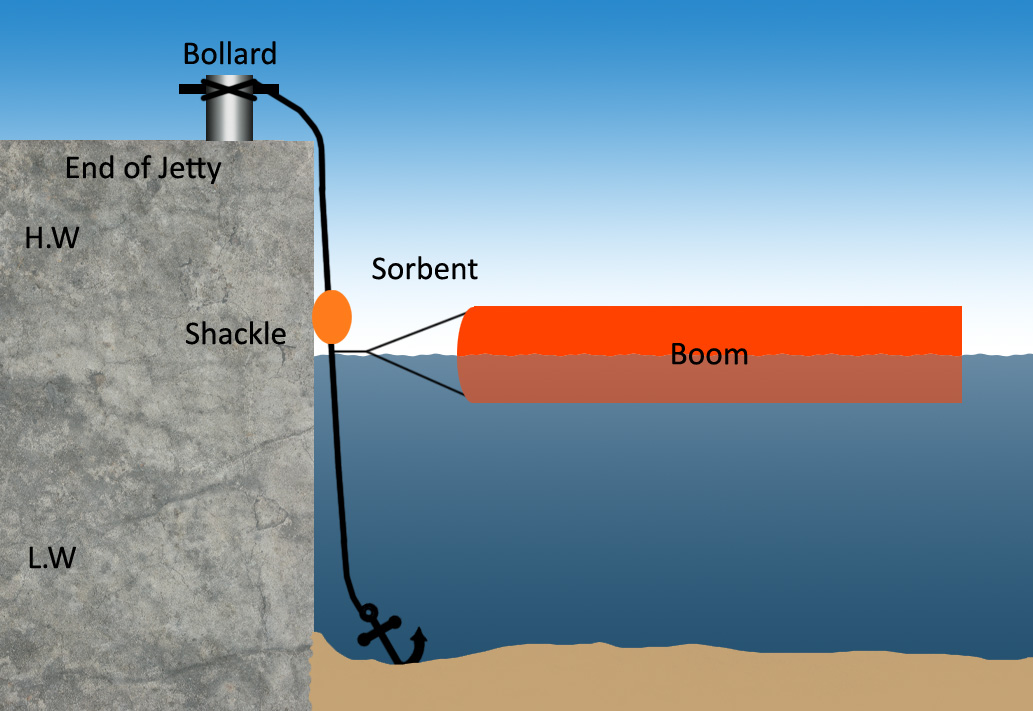 Bollard
End of Jetty
H.W
Sorbent
Shackle
Boom
L.W